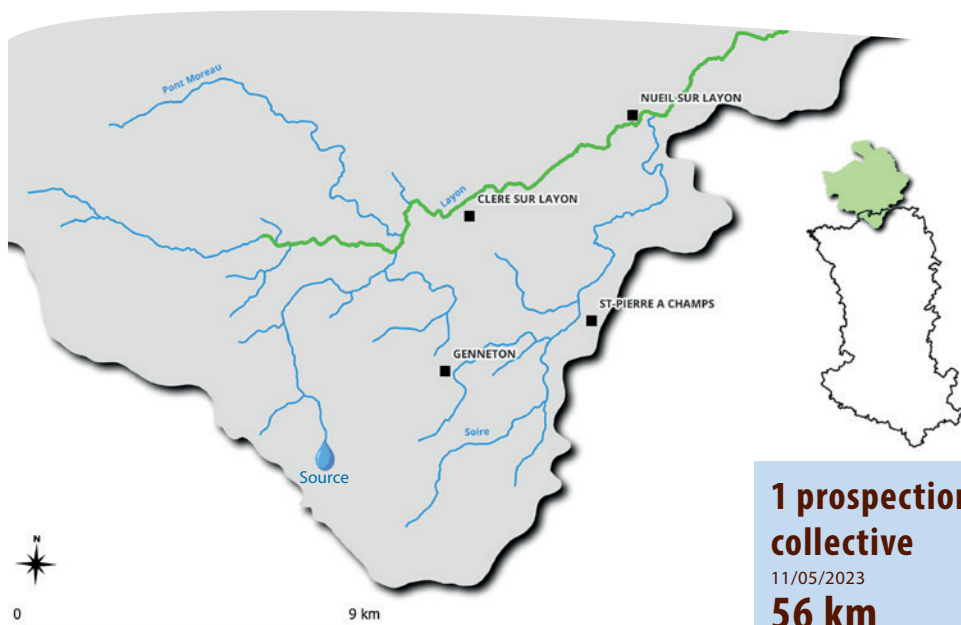 Pont Moreau
NUEIL SUR LAYON
Layon
CLERE SUR LAYON
ST-PIERRE A CHAMPS
GENNETON
Soire
Source
N
0
9 km
1 prospection
collective
11/05/2023
56 km